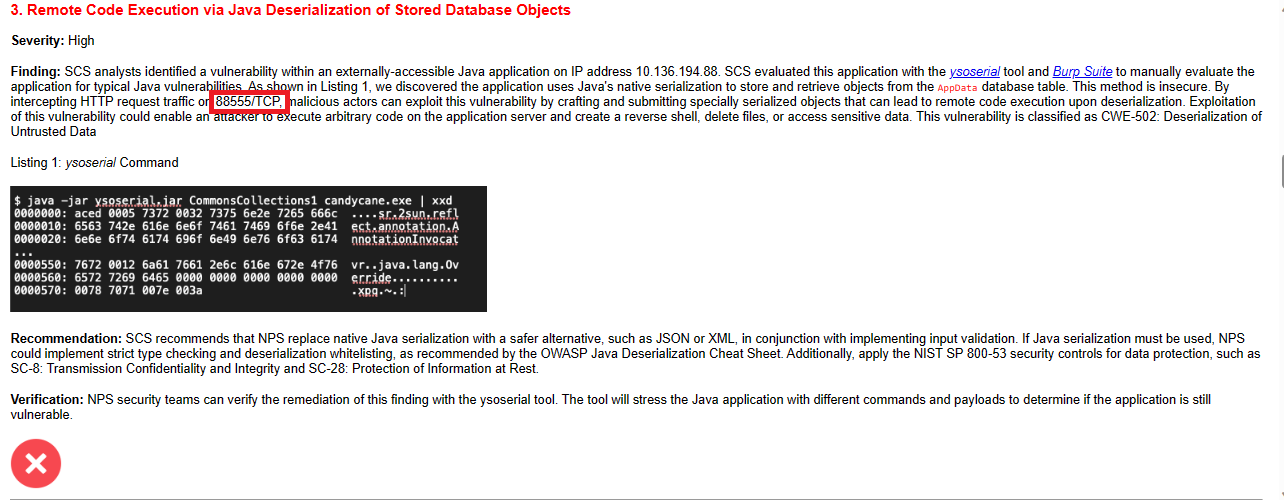 3. Remote Code Execution via Java Deserialization of Stored Database Objects
Severity: High
Finding: SCS analysts identified a vulnerability within an externally-accessible Java application on IP address 10.136.194.88. SCS evaluated this application with the ysoserial tool and Burp Suite to manually evaluate the
application for typical Java vulnerabilities. As shown in Listing 1, we discovered the application uses Java's native serialization to store and retrieve objects from the AppData database table. This method is insecure. By
intercepting HTTP request traffic or 88555/TCP, malicious actors can exploit this vulnerability by crafting and submitting specially serialized objects that can lead to remote code execution upon deserialization. Exploitation
of this vulnerability could enable an attacker to execute arbitrary code on the application server and create a reverse shell, delete files, or access sensitive data. This vulnerability is classified as CWE-502: Deserialization of
Untrusted Data
Listing 1: ysoserial Command
$ java –jar ysoserial.jar CommonsCollections1 candycane.exe | xxd
0000000: aced 0005 7372 0032 7375 6e2e 7265 666c ....sr.2sun.refl
0000010: 6563 742e 616e 6e6f 7461 7469 6f6e 2e41 ect.annotation.A
0000020: 6e6e 6f74 6174 696f 6e49 6e76 6f63 6174 nnotationInvocat
...
0000550: 7672 0012 6a61 7661 2e6c 616e 672e 4f76 vr..java.lang.Ov
0000560: 6572 7269 6465 0000 0000 0000 0000 0000 erride..........
0000570: 0078 7071 007e 003a .xpq.~.:
Recommendation: SCS recommends that NPS replace native Java serialization with a safer alternative, such as JSON or XML, in conjunction with implementing input validation. If Java serialization must be used, NPS
could implement strict type checking and deserialization whitelisting, as recommended by the OWASP Java Deserialization Cheat Sheet. Additionally, apply the NIST SP 800-53 security controls for data protection, such as
SC-8: Transmission Confidentiality and Integrity and SC-28: Protection of Information at Rest.
Verification: NPS security teams can verify the remediation of this finding with the ysoserial tool. The tool will stress the Java application with different commands and payloads to determine if the application is still
vulnerable.